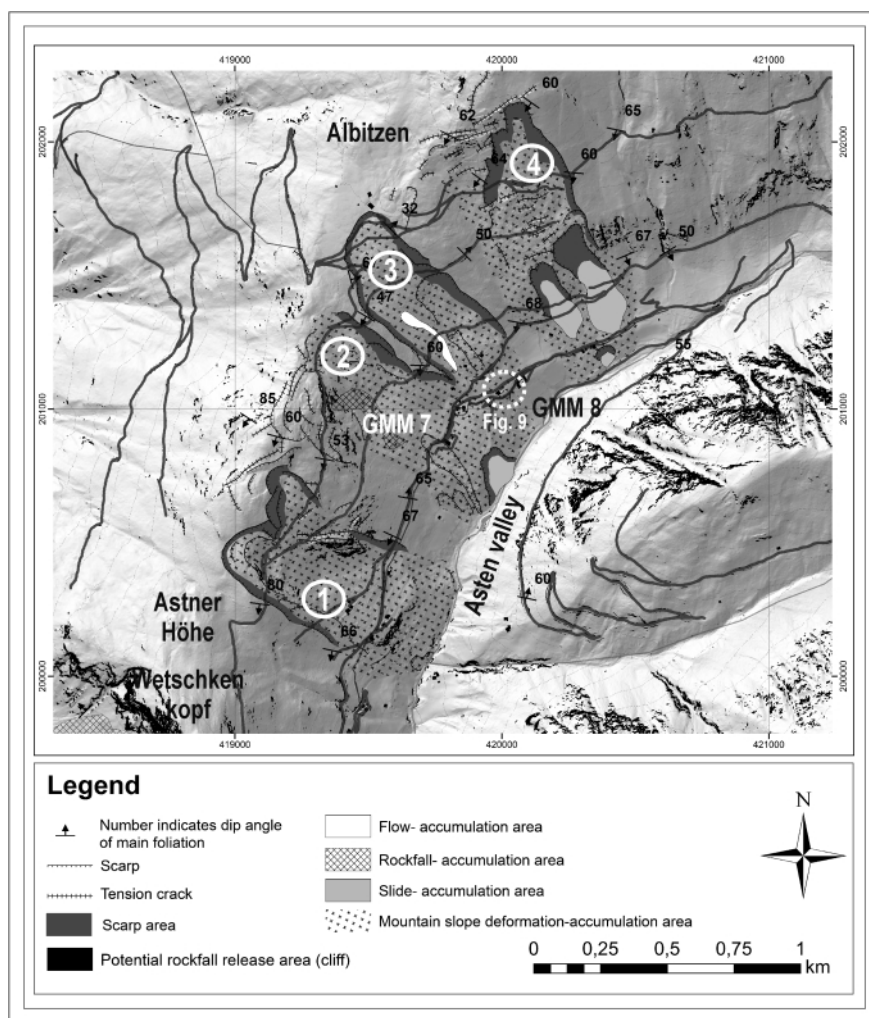 419000 420000 421000
60
62
65
Albitzen
202000 202000
64
4
60
32
50
67 50
3
47
68
60
2
55
85
201000 201000
60
GMM 7
Fig. 9
GMM 8
53
65
67
Asten valley
80
60
1
Astner
Höhe
66
200000 200000
Wetschken
kopf
419000 420000 421000
Legend
Number indicates dip angle
of main foliation
Scarp
Tension crack
Scarp area
Potential rockfall release area (cliff)
Flow- accumulation area
Rockfall- accumulation area
Slide- accumulation area
Mountain slope deformation-accumulation area
N
0 0,25 0,5 0,75 1
km